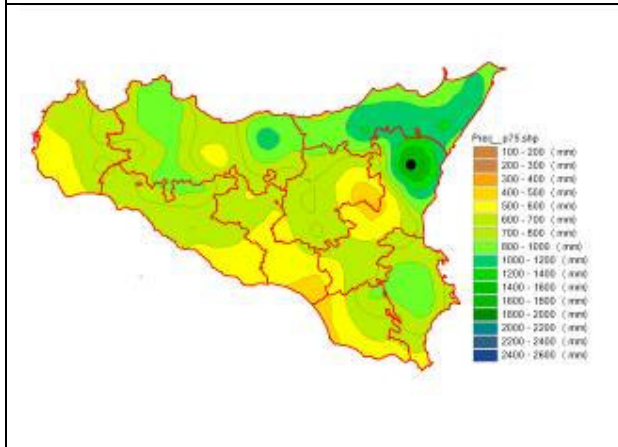 Prec_p75.shp
100 - 200 (mm)
200 - 300 (mm)
300 - 400 (mm)
400 - 500 (mm)
500 - 600 (mm)
600 - 700 (mm)
700 - 800 (mm)
800 - 1000 (mm)
1000 - 1200 (mm)
1200 - 1400 (mm)
1400 - 1600 (mm)
1600 - 1800 (mm)
1800 - 2000 (mm)
2000 - 2200 (mm)
2200 - 2400 (mm)
2400 - 2600 (mm)